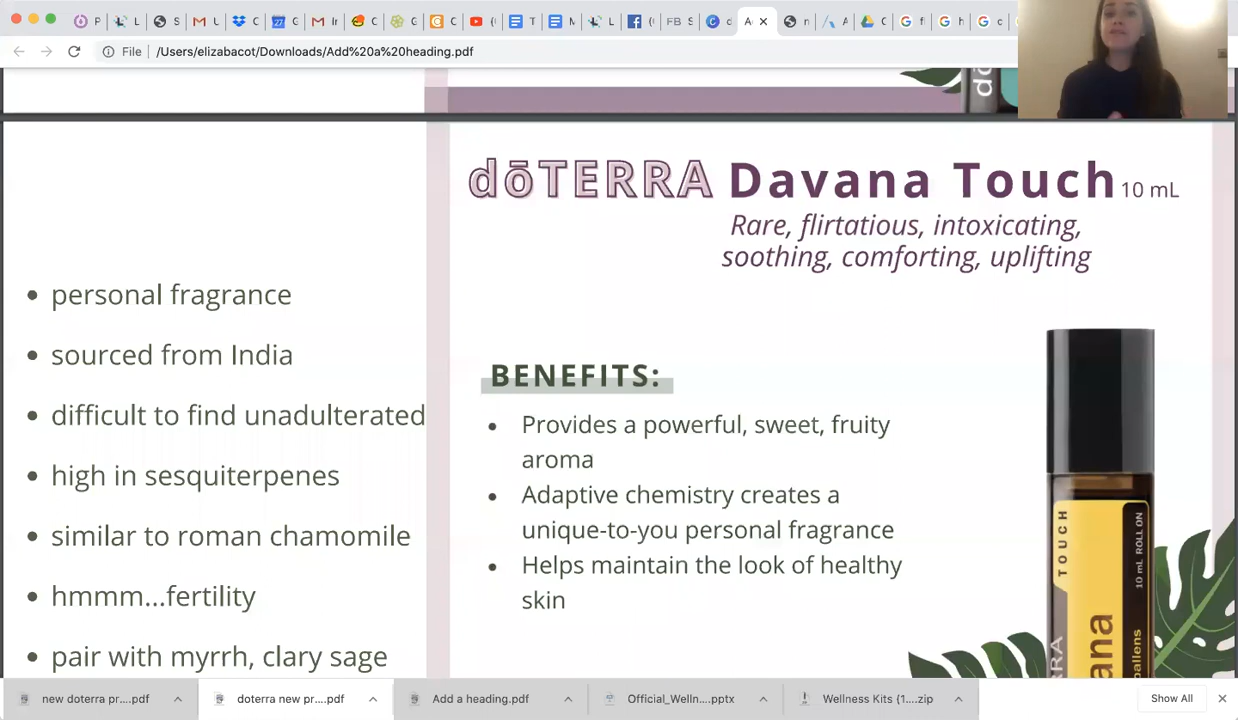 File
/Users/elizabacot/Downloads/Add%20a%20heading.pdf
dō
dōTERRA Davana Touch 10 mL
Rare, flirtatious, intoxicating,
soothing, comforting, uplifting
• personal fragrance
• sourced from India
• difficult to find unadulterated
• high in sesquiterpenes
• similar to roman chamomile
• hmmm...fertility
• pair with myrrh, clary sage
BENEFITS:
• Provides a powerful, sweet, fruity
aroma
• Adaptive chemistry creates a
unique-to-you personal fragrance
• Helps maintain the look of healthy
skin
TOUCH
10 mL ROLL ON
new doterra pr....pdf
doterra new pr....pdf
Add a heading.pdf
Official_Welln....pptx
Wellness Kits {1....zip
Show All